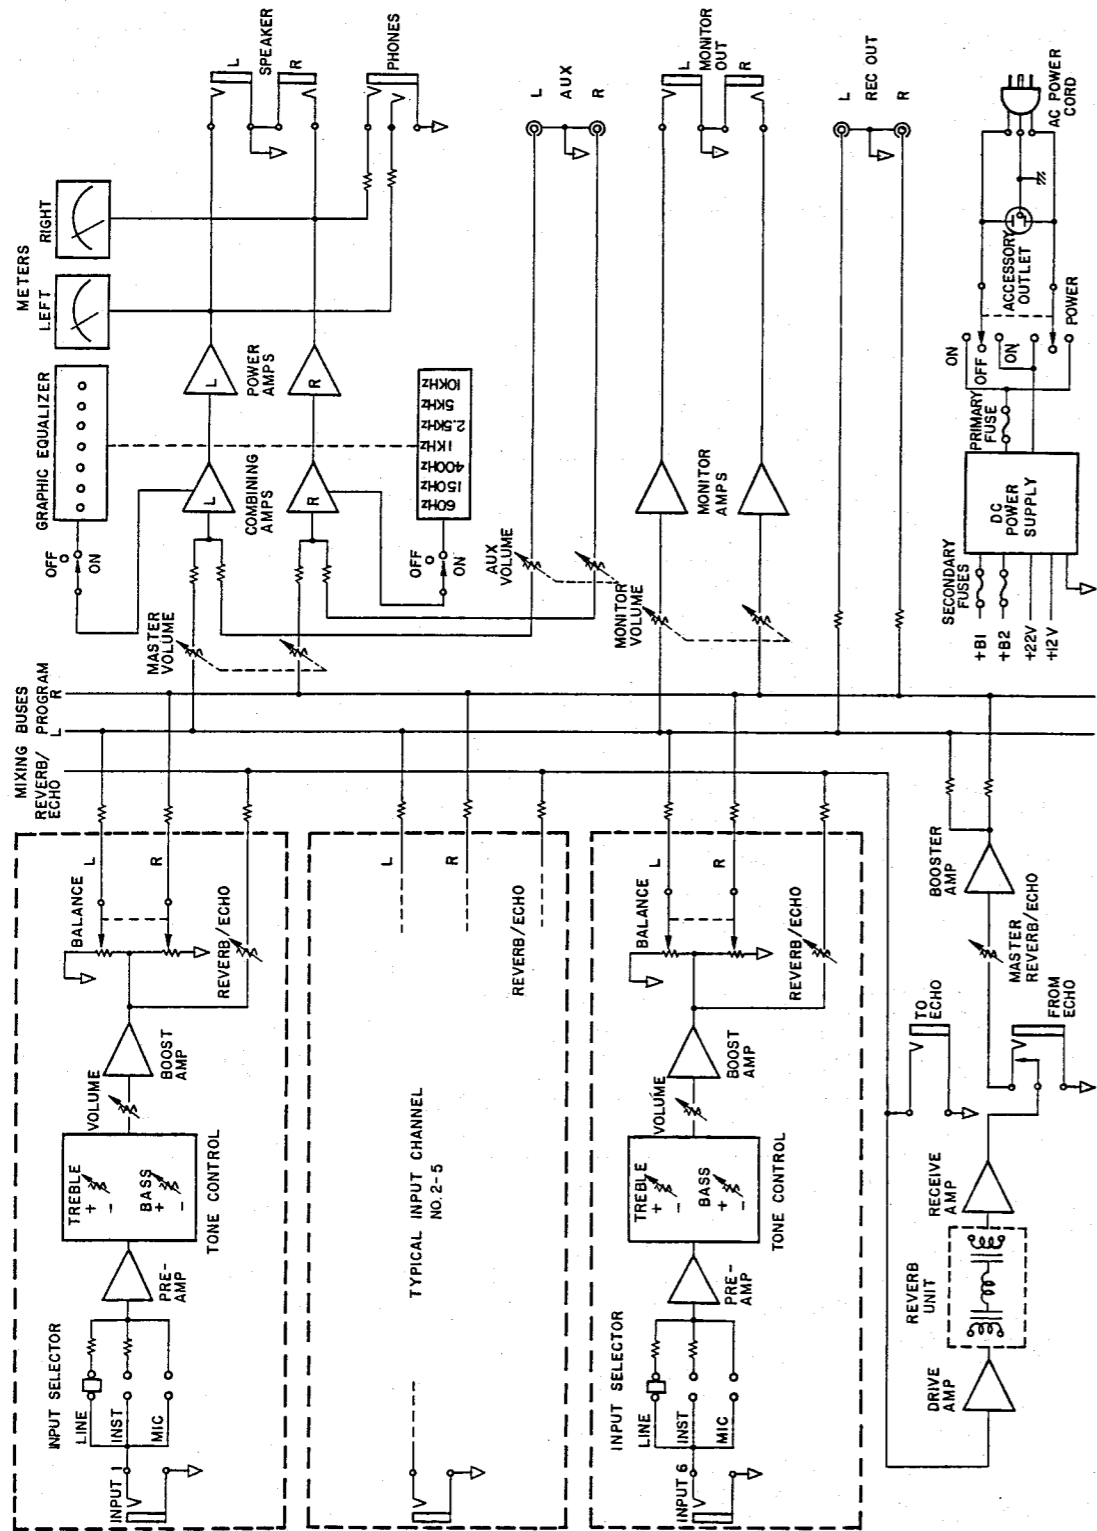 INPUT 1
INPUT SELECTOR
LINE
INST
MIC
PRE-
AMP
TREBLE
+
-
BASS
+
-
TONE CONTROL
VOLUME
BOOST
AMP
BALANCE
L
R
REVERB/ECHO
TYPICAL INPUT CHANNEL
NO. 2-5
L
R
REVERB/ECHO
INPUT 6
INPUT SELECTOR
LINE
INST
MIC
PRE-
AMP
TREBLE
+
-
BASS
+
-
TONE CONTROL
VOLUME
BOOST
AMP
BALANCE
L
R
REVERB/ECHO
DRIVE
AMP
REVERB
UNIT
RECEIVE
AMP
TO
ECHO
FROM
ECHO
MASTER
REVERB/ECHO
BOOSTER
AMP
MIXING BUSES
REVERB/
ECHO
PROGRAM
L
R
MASTER
VOLUME
OFF
ON
GRAPHIC EQUALIZER
COMBINING
AMPS
L
R
POWER
AMPS
L
R
OFF
ON
60HZ
150HZ
400HZ
1KHZ
2.5KHZ
5KHZ
10KHZ
METERS
LEFT
RIGHT
SPEAKER
L
R
PHONES
AUX
VOLUME
L
AUX
R
MONITOR
VOLUME
MONITOR
AMPS
MONITOR
OUT
L
R
L
REC OUT
R
SECONDARY
FUSES
+B1
+B2
+22V
+12V
DC
POWER
SUPPLY
PRIMARY
FUSE
ON
OFF
ON
POWER
ACCESSORY
OUTLET
AC POWER
CORD